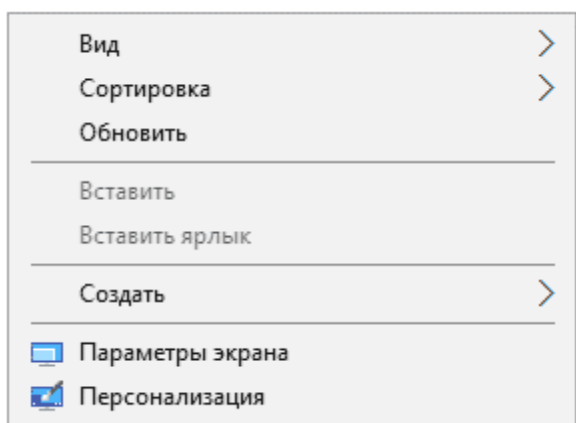 Вид
Сортировка
Обновить
Вставить
Вставить ярлык
Создать
Параметры экрана
Персонализация